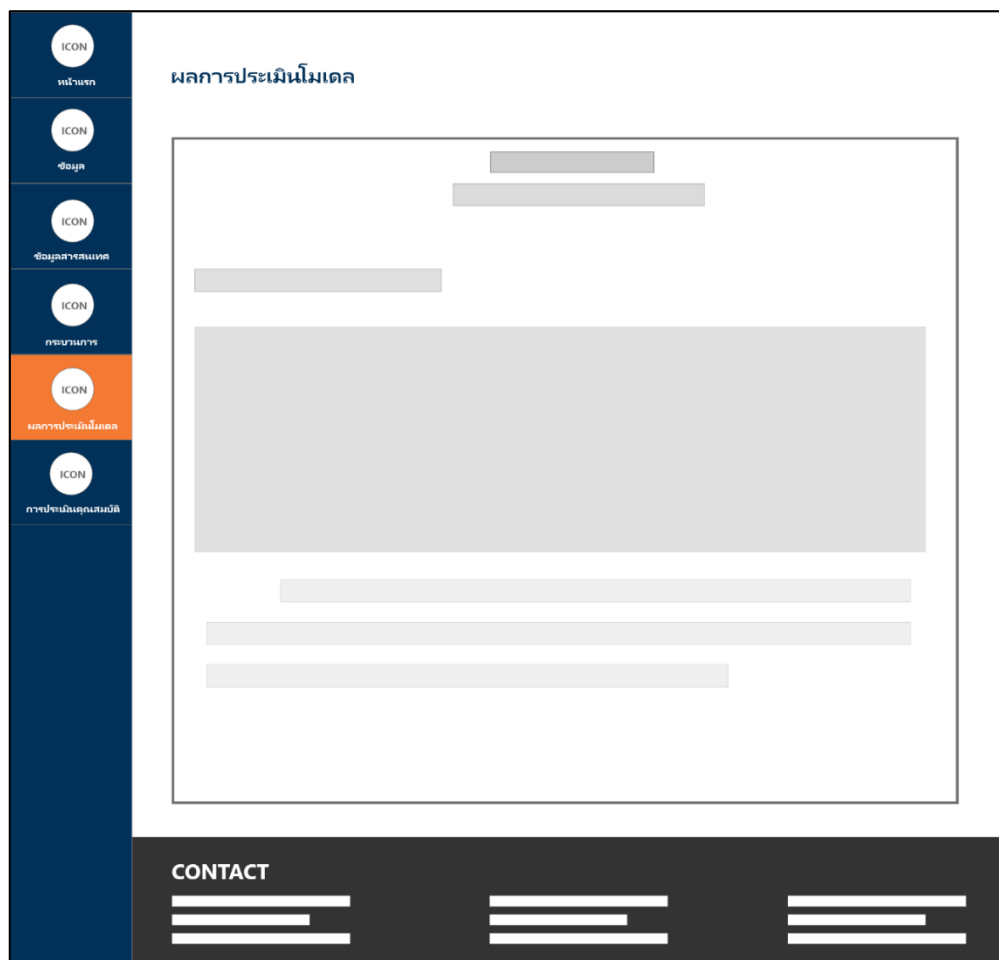 ICON
หน้าแรก
ICON
ข้อมูล
ICON
ข้อมูลสารสนเทศ
ICON
กระบวนการ
ICON
ผลการประเมินโมเดล
ICON
การประเมินคุณสมบัติ
ผลการประเมินโมเดล
CONTACT